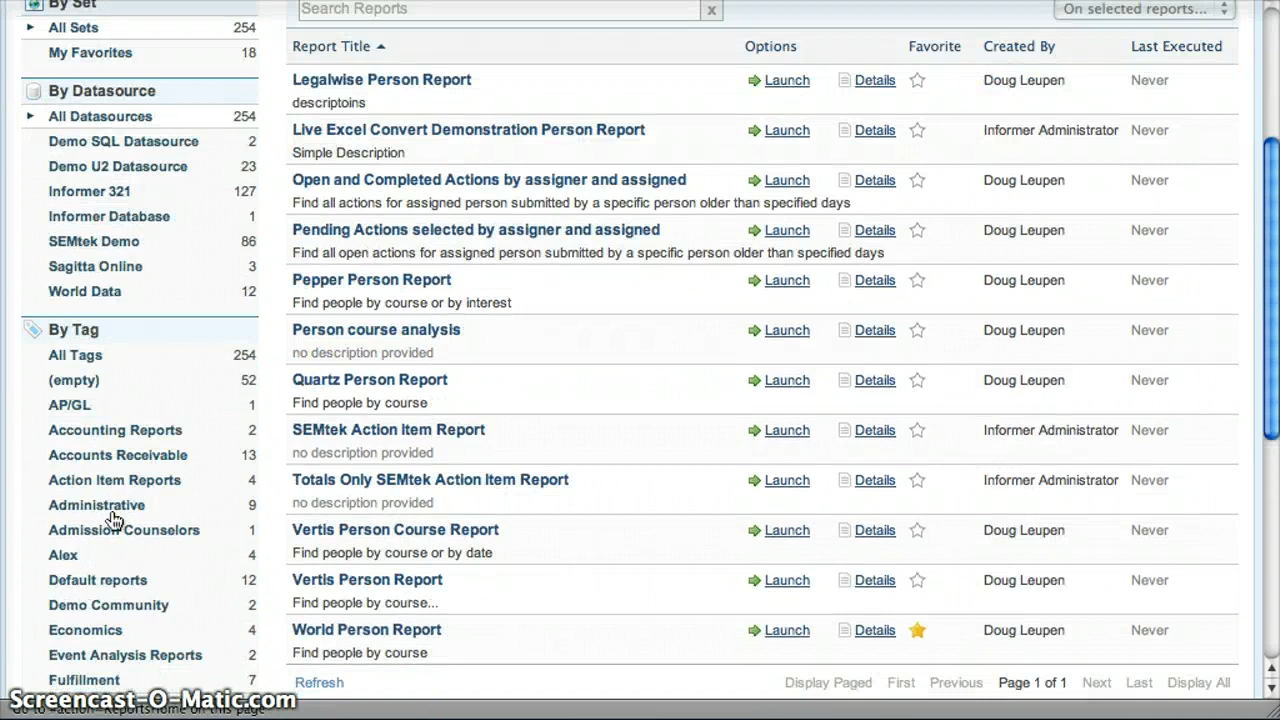 By Set
All Sets 254
My Favorites 18
By Datasource
All Datasources 254
Demo SQL Datasource 2
Demo U2 Datasource 23
Informer 321 127
Informer Database 1
SEMtek Demo 86
Sagitta Online 3
World Data 12
By Tag
All Tags 254
(empty) 52
AP/GL 1
Accounting Reports 2
Accounts Receivable 13
Action Item Reports 4
Administrative 9
Admission Counselors 1
Alex 4
Default reports 12
Demo Community 2
Economics 4
Event Analysis Reports 2
Fulfillment 7
Search Reports x On selected reports...
Report Title Options Favorite Created By Last Executed
Legalwise Person Report Launch Details Doug Leupen Never
descriptoins
Live Excel Convert Demonstration Person Report Launch Details Informer Administrator Never
Simple Description
Open and Completed Actions by assigner and assigned Launch Details Doug Leupen Never
Find all actions for assigned person submitted by a specific person older than specified days
Pending Actions selected by assigner and assigned Launch Details Doug Leupen Never
Find all open actions for assigned person submitted by a specific person older than specified days
Pepper Person Report Launch Details Doug Leupen Never
Find people by course or by interest
Person course analysis Launch Details Doug Leupen Never
no description provided
Quartz Person Report Launch Details Doug Leupen Never
Find people by course
SEMtek Action item Report Launch Details Informer Administrator Never
no description provided
Totals Only SEMtek Action Item Report Launch Details Informer Administrator Never
no description provided
Vertis Person Course Report Launch Details Doug Leupen Never
Find people by course or by date
Vertis Person Report Launch Details Doug Leupen Never
Find people by course...
World Person Report Launch Details Doug Leupen Never
Find people by course
Refresh Display Paged First Previous Page 1 of 1 Next Last Display All
Screencast-O-Matic.com
on this page